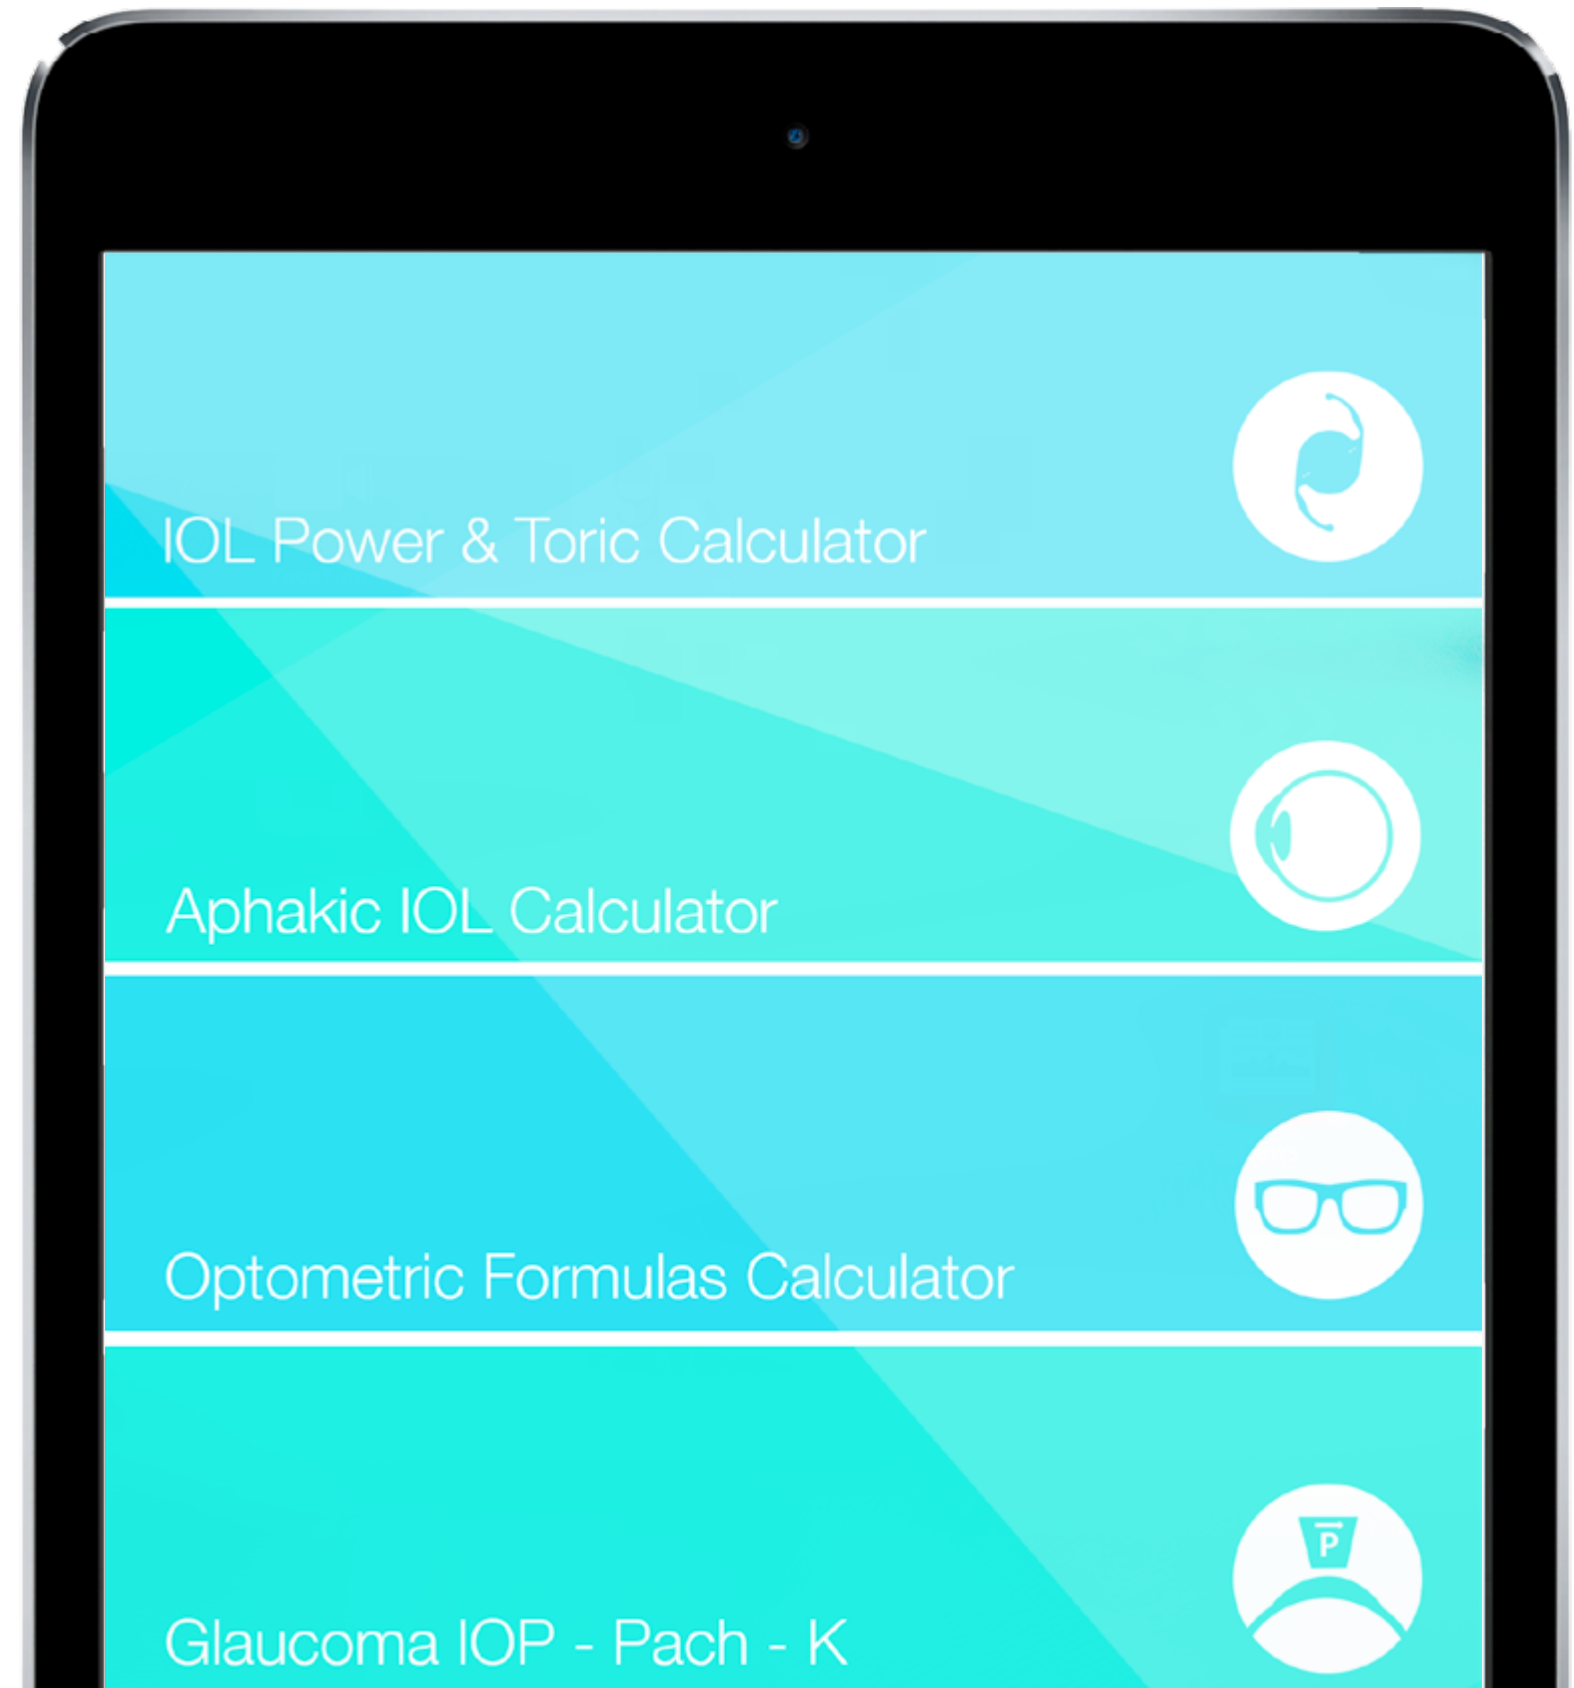 IOL Power & Toric Calculator
Aphakic IOL Calculator
Optometric Formulas Calculator
P
Glaucoma IOP - Pach - K